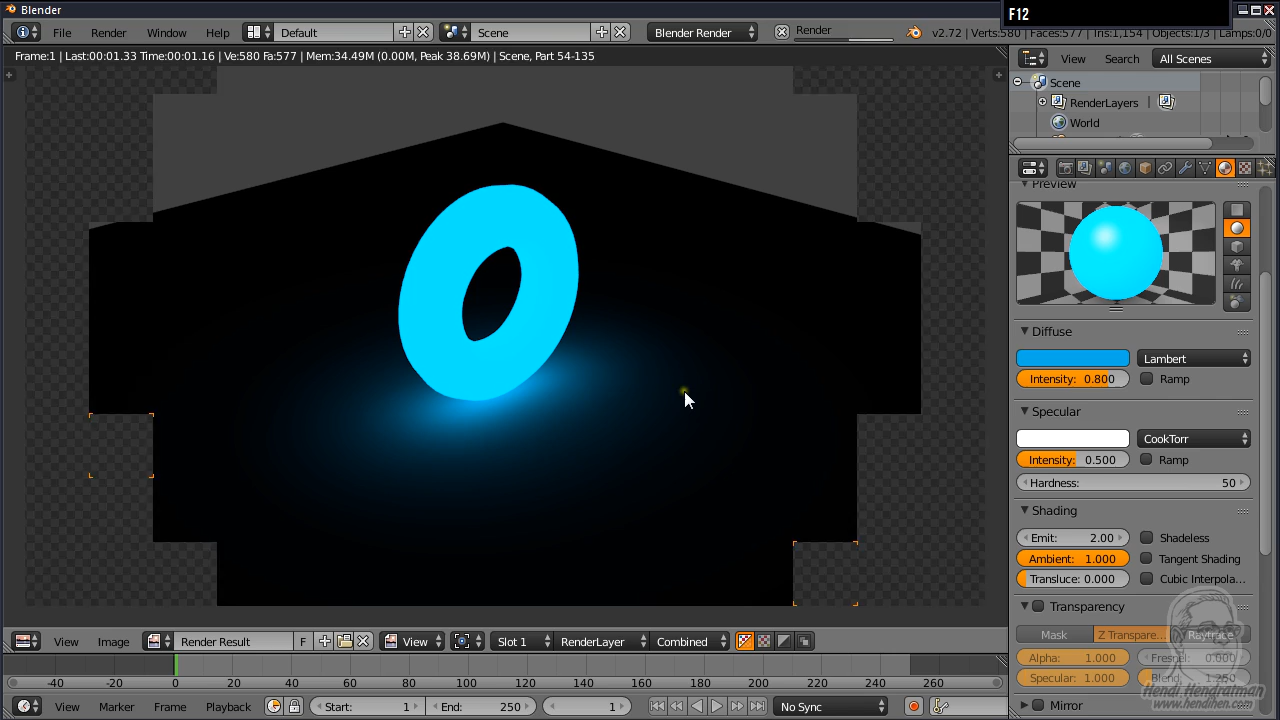 Blender
F12
File Render Window Help Default Scene Blender Render Render v2.72 | Verts:580 | Faces:577 | Tris:1,154 | Objects:1/3 | Lamps:0/0
Frame:1 | Last:00:01.33 Time:00:01.16 | Ve:580 Fa:577 | Mem:34.49M (0.00M, Peak 38.69M) | Scene, Part 54-135
View Search All Scenes
Scene
RenderLayers
World
Preview
Diffuse
Lambert
Intensity: 0.800 Ramp
Specular
CookTorr
Intensity: 0.500 Ramp
Hardness: 50
Shading
Emit: 2.00 Shadeless
Ambient: 1.000 Tangent Shading
Transluce: 0.000 Cubic Interpola...
Transparency
Mask Z Transpare... Raytrace
Alpha: 1.000 Fresnel: 0.000
Specular: 1.000 Blend: 1.250
Hendi Hendratman
www.hendihen.com
Mirror
View Image Render Result F View Slot 1 RenderLayer Combined
-40 -20 0 20 40 60 80 100 120 140 160 180 200 220 240 260
View Marker Frame Playback Start: 1 End: 250 1 No Sync